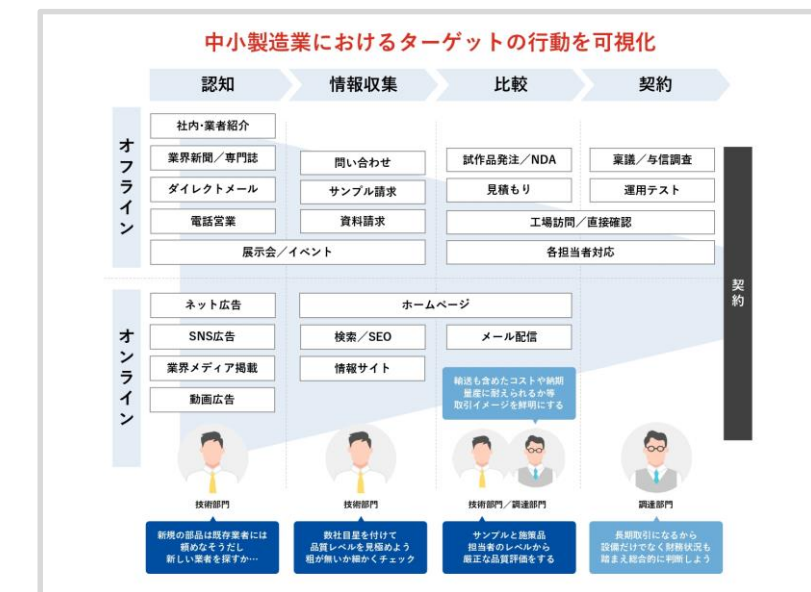 中小製造業におけるターゲットの行動を可視化
認知
情報収集
比較
契約
オフライン
社内・業者紹介
業界新聞／専門誌
ダイレクトメール
電話営業
展示会／イベント
問い合わせ
サンプル請求
資料請求
試作品発注／NDA
見積もり
工場訪問／直接確認
各担当者対応
稟議／与信調査
運用テスト
契約
オンライン
ネット広告
SNS広告
業界メディア掲載
動画広告
ホームページ
検索／SEO
情報サイト
メール配信
輸送も含めたコストや納期
量産に耐えられるか等
取引イメージを鮮明にする
技術部門
技術部門
技術部門／調達部門
調達部門
新規の部品は既存業者には
頼めなそうだし
新しい業者を探すか…
数社目星を付けて
品質レベルを見極めよう
粗が無いか細かくチェック
サンプルと施策品
担当者のレベルから
厳正な品質評価をする
長期取引になるから
設備だけでなく財務状況も
踏まえ総合的に判断しよう